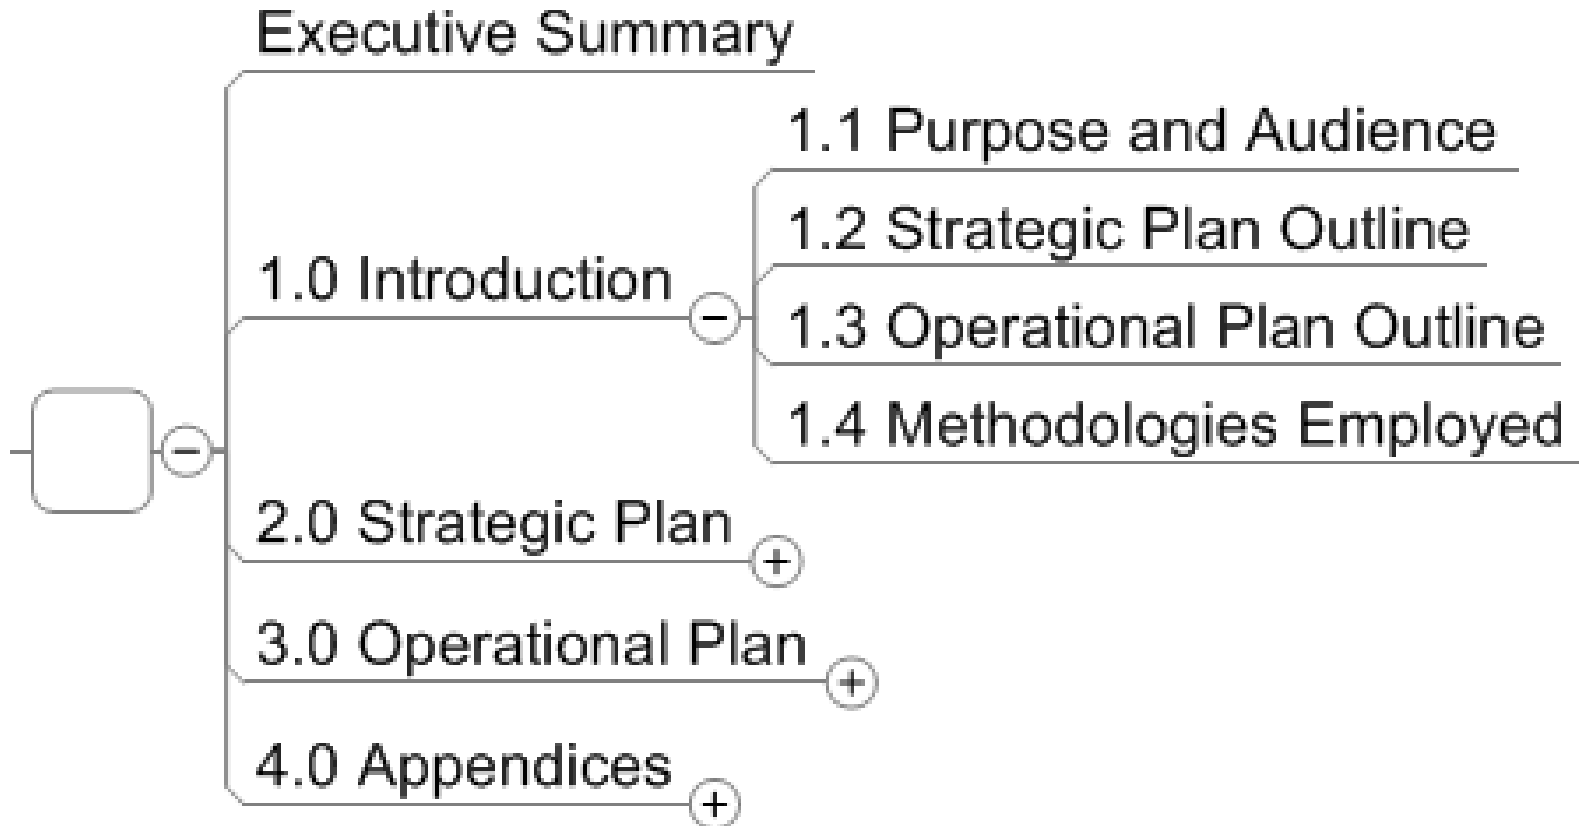 Executive Summary
1.0 Introduction
1.1 Purpose and Audience
1.2 Strategic Plan Outline
1.3 Operational Plan Outline
1.4 Methodologies Employed
2.0 Strategic Plan
3.0 Operational Plan
4.0 Appendices